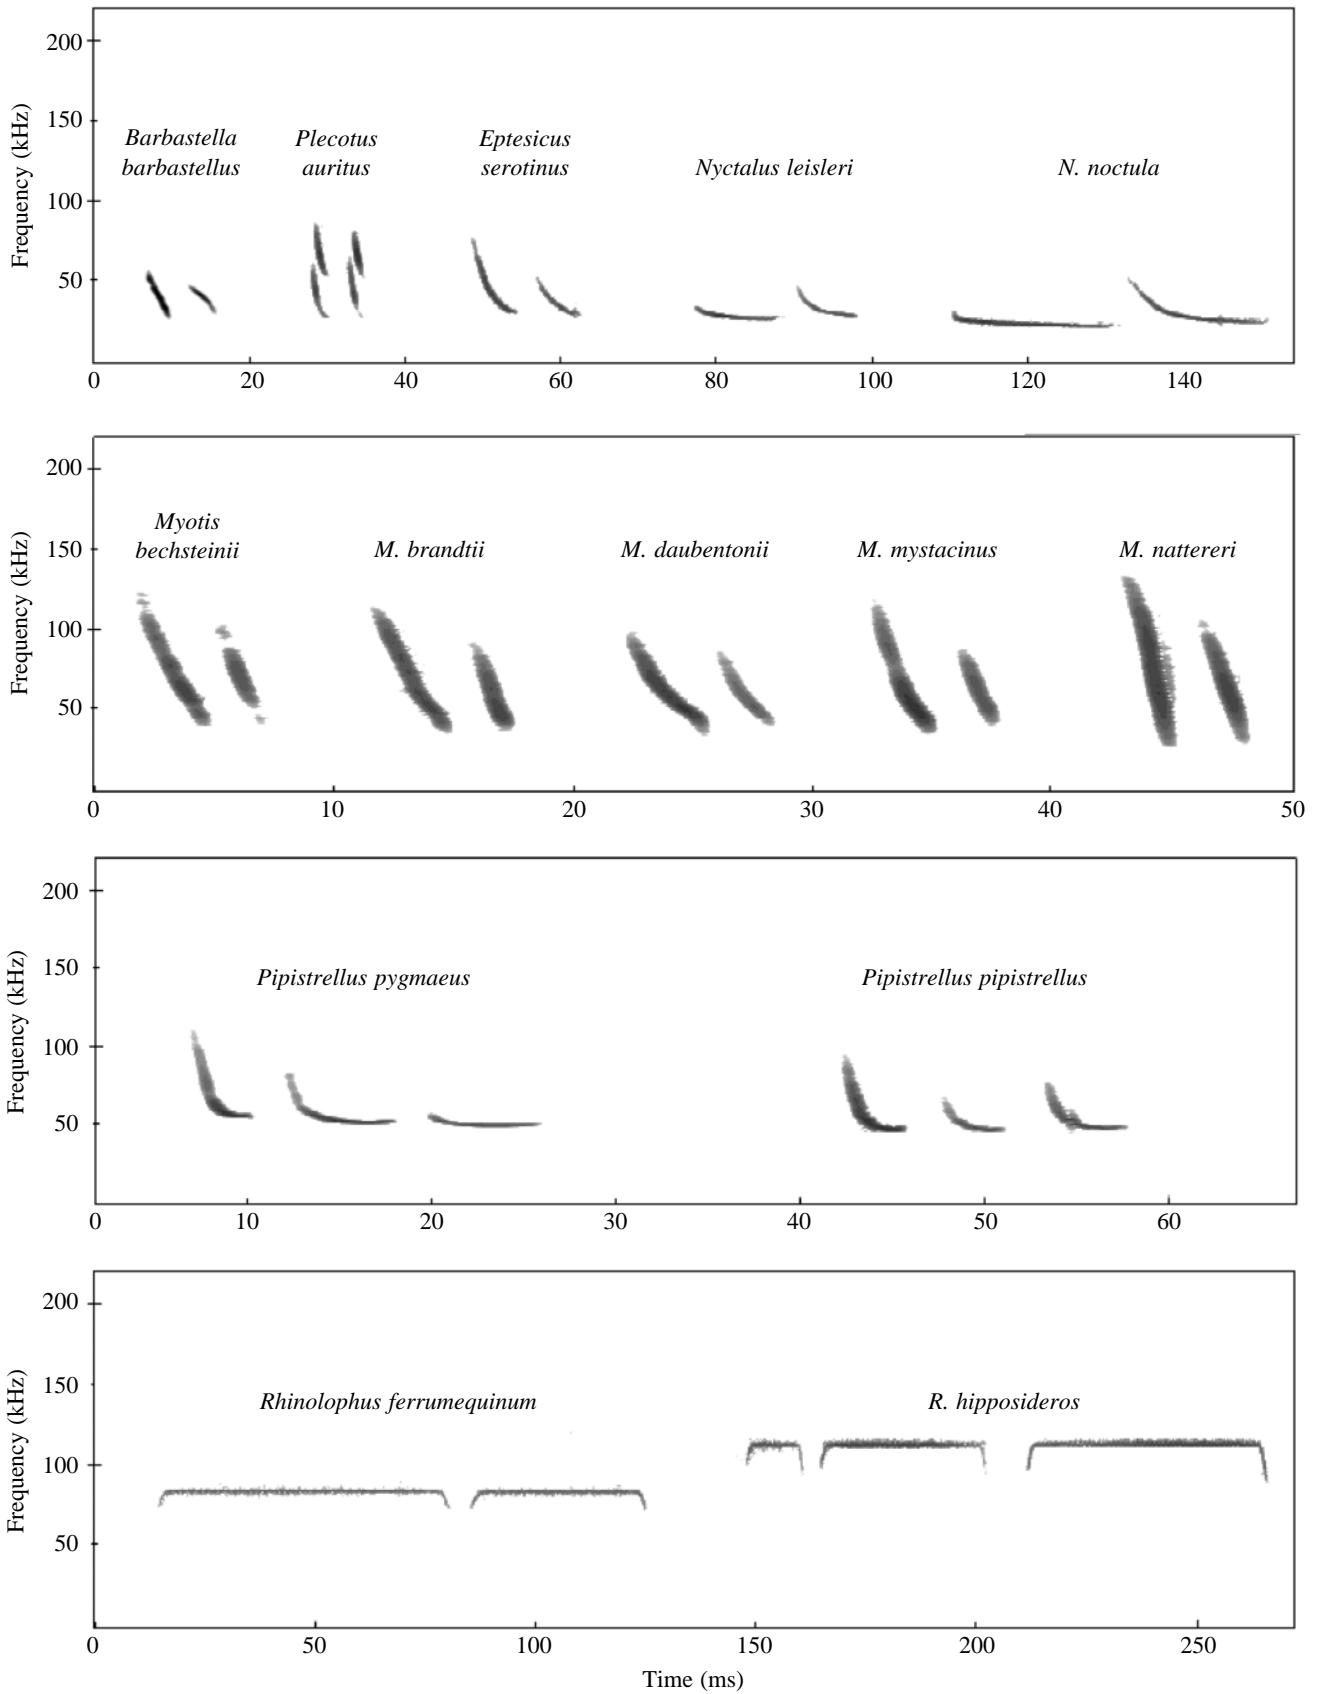 200
150
100
50
Frequency (kHz)
Barbastella
barbastellus
Plecotus
auritus
Eptesicus
serotinus
Nyctalus leisleri
N. noctula
0 20 40 60 80 100 120 140
200
150
100
50
Frequency (kHz)
Myotis
bechsteinii
M. brandtii
M. daubentonii
M. mystacinus
M. nattereri
0 10 20 30 40 50
200
150
100
50
Frequency (kHz)
Pipistrellus pygmaeus
Pipistrellus pipistrellus
0 10 20 30 40 50 60
200
150
100
50
Frequency (kHz)
Rhinolophus ferrumequinum
R. hipposideros
0 50 100 150 200 250
Time (ms)